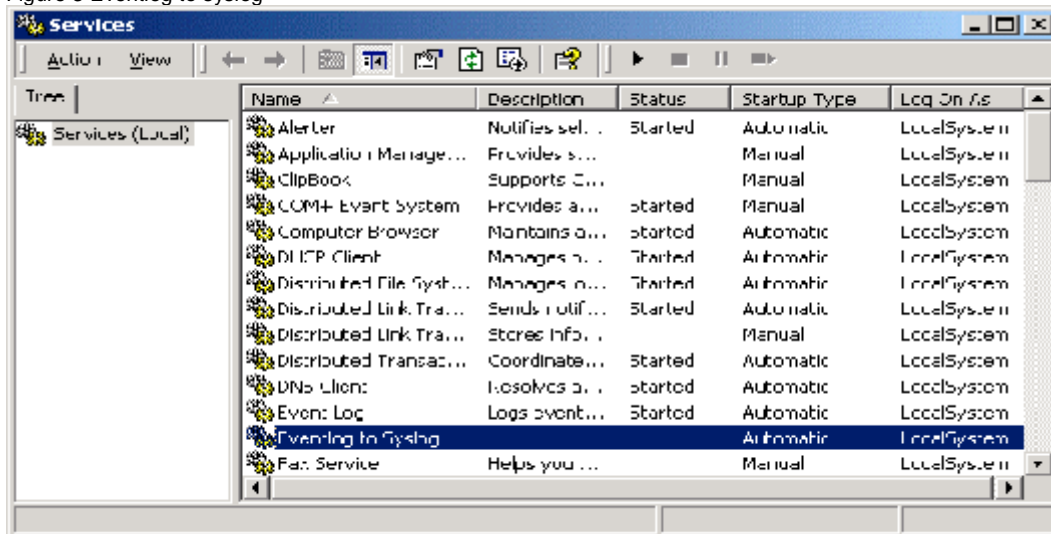 Figure 8 Eventlog to syslog
Services
Action View
Tree
Name Description Status Startup Type Log On As
Services (Local)
Alerter Notifies sel... Started Automatic LocalSystem
Application Manage... Provides s... Manual LocalSystem
ClipBook Supports C... Manual LocalSystem
COM+ Event System Provides a... Started Manual LocalSystem
Computer Browser Maintains a... Started Automatic LocalSystem
DHCP Client Manages n... Started Automatic LocalSystem
Distributed File Syst... Manages lo... Started Automatic LocalSystem
Distributed Link Tra... Sends notif... Started Automatic LocalSystem
Distributed Link Tra... Stores info... Manual LocalSystem
Distributed Transac... Coordinate... Started Automatic LocalSystem
DNS Client Resolves a... Started Automatic LocalSystem
Event Log Logs event... Started Automatic LocalSystem
Eventlog to Syslog Automatic LocalSystem
Fax Service Helps you ... Manual LocalSystem